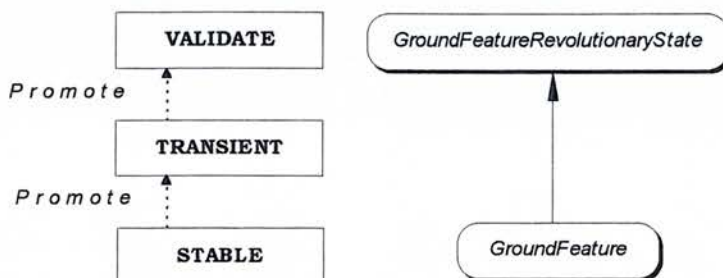 VALIDATE
GroundFeatureRevolutionaryState
Promote
TRANSIENT
Promote
STABLE
GroundFeature